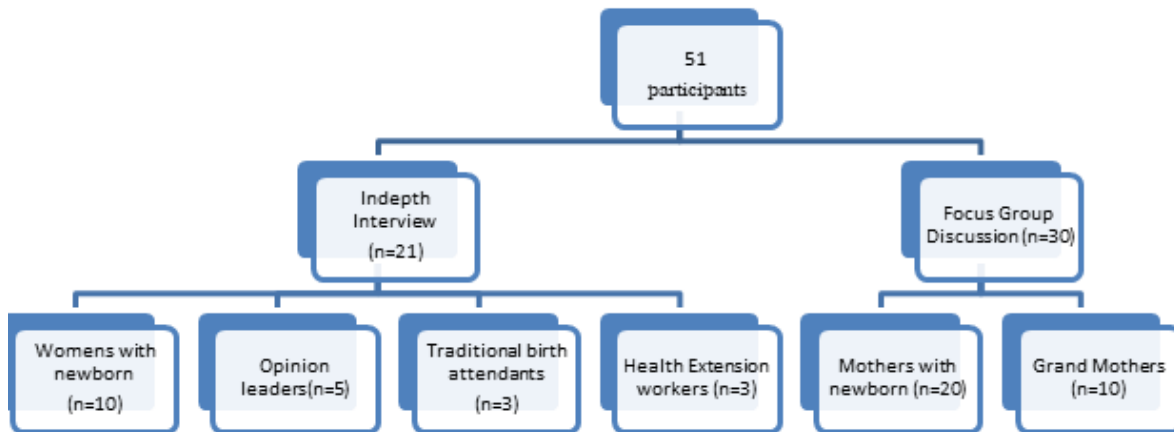 51
participants
Indepth
Interview
(n=21)
Focus Group
Discussion (n=30)
Womens with
newborn
(n=10)
Opinion
leaders(n=5)
Traditional birth
attendants
(n=3)
Health Extension
workers (n=3)
Mothers with
newborn (n=20)
Grand Mothers
(n=10)